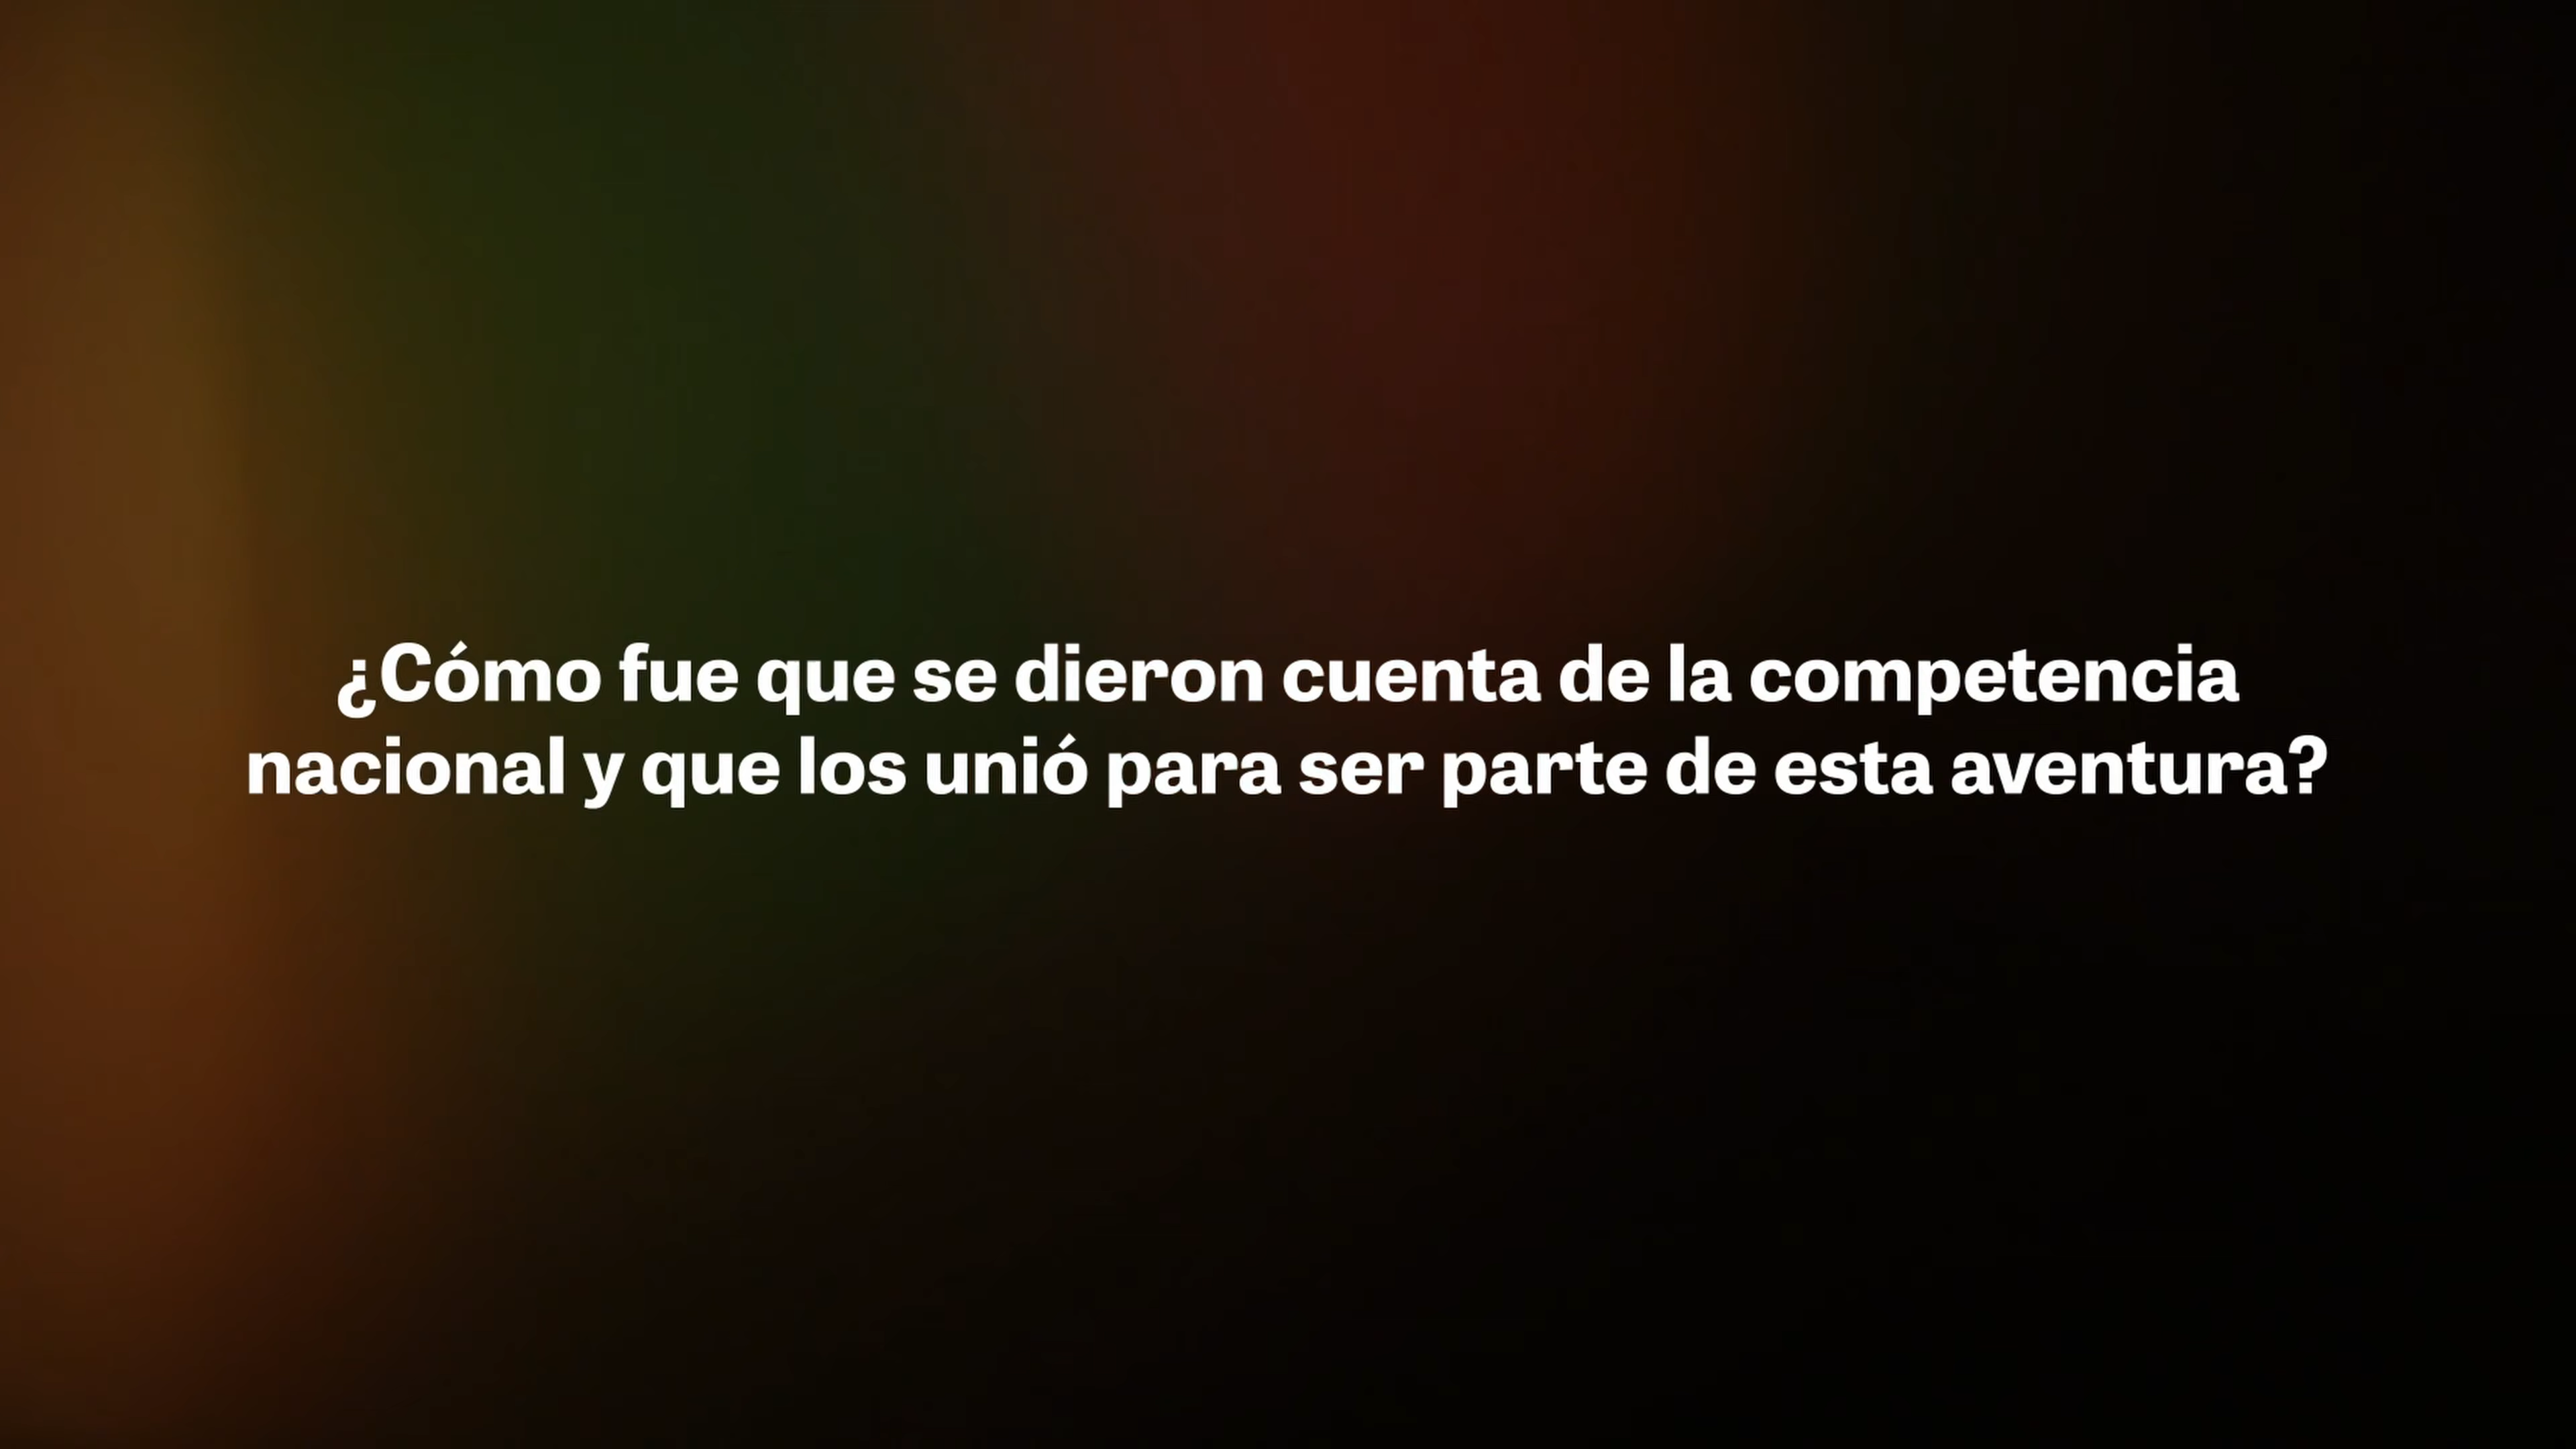 ¿Cómo fue que se dieron cuenta de la competencia
nacional y que los unió para ser parte de esta aventura?